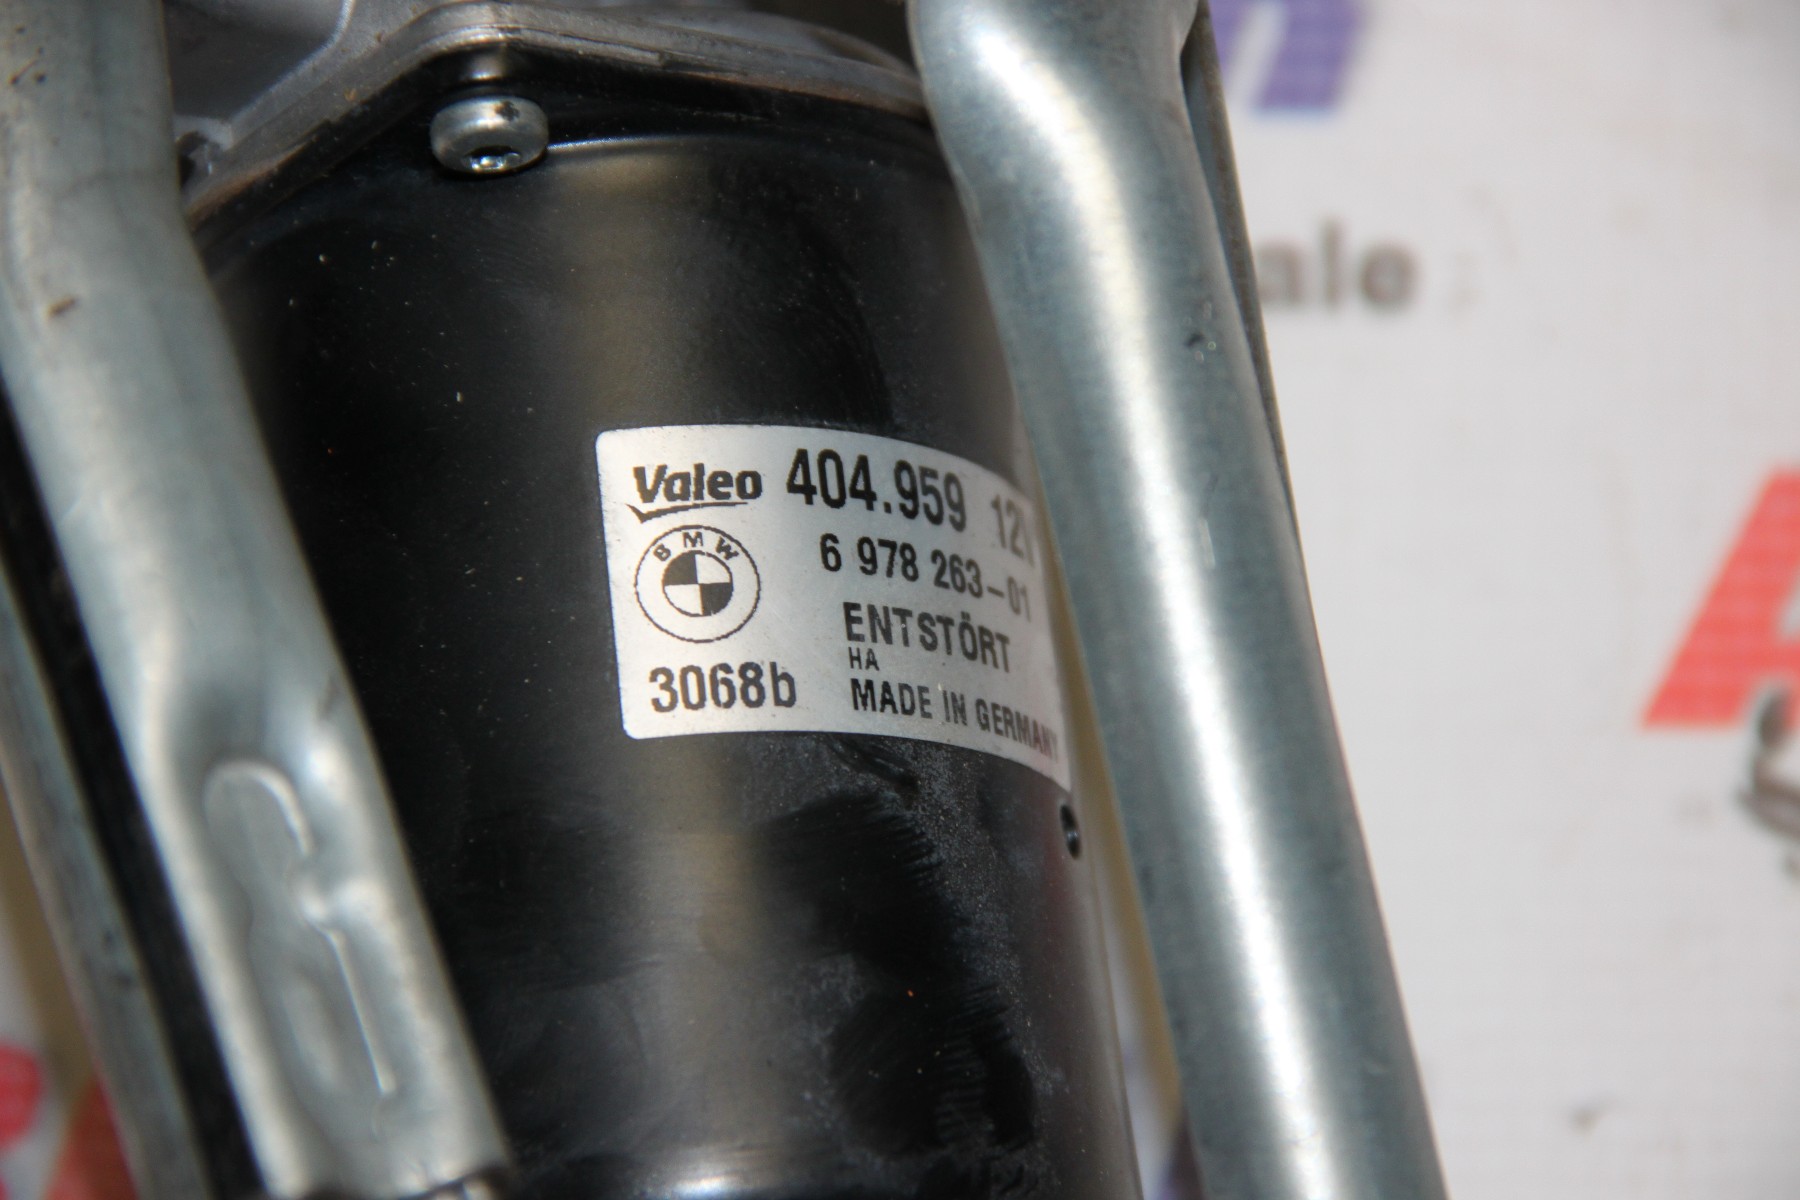 Valeo 404.959 12V
BMW
6 978 263-01
ENTSTÖRT
HA
3068b
MADE IN GERMANY